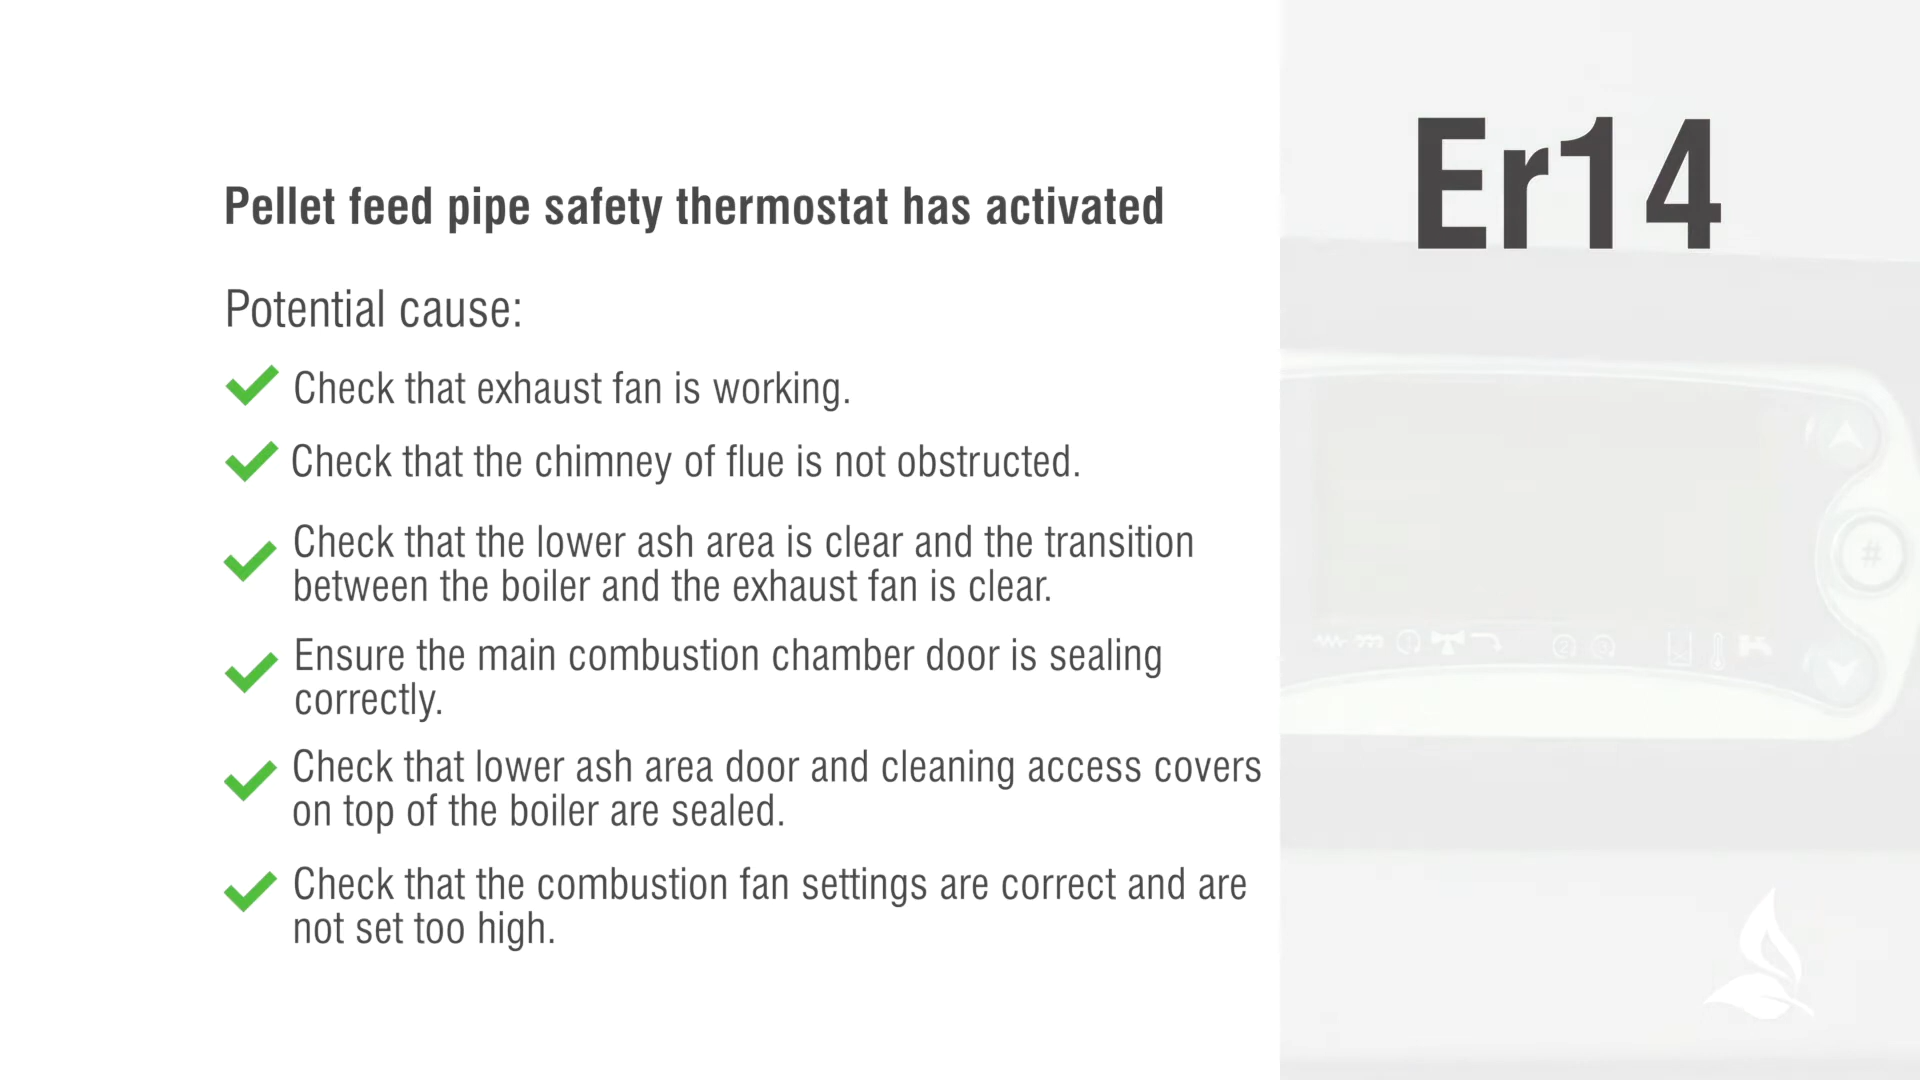 Er14
Pellet feed pipe safety thermostat has activated
Potential cause:
Check that exhaust fan is working.
Check that the chimney of flue is not obstructed.
Check that the lower ash area is clear and the transition
between the boiler and the exhaust fan is clear.
Ensure the main combustion chamber door is sealing
correctly.
Check that lower ash area door and cleaning access covers
on top of the boiler are sealed.
Check that the combustion fan settings are correct and are
not set too high.
#